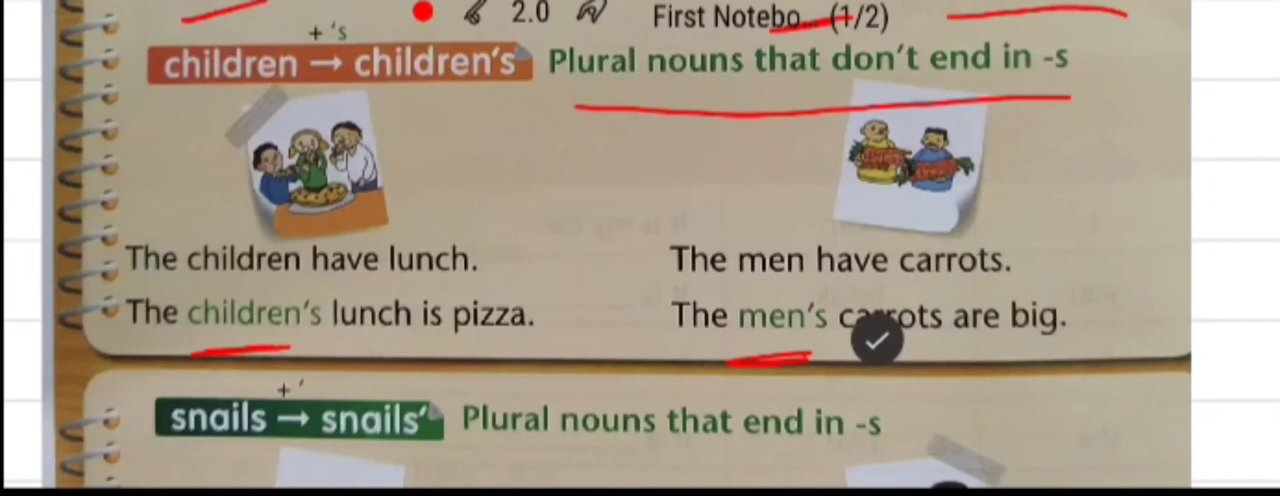 2.0 First Notebo... (1/2)
+ 's
children → children's Plural nouns that don't end in -s
The children have lunch. The men have carrots.
The children's lunch is pizza. The men's carrots are big.
+ '
snails → snails' Plural nouns that end in -s